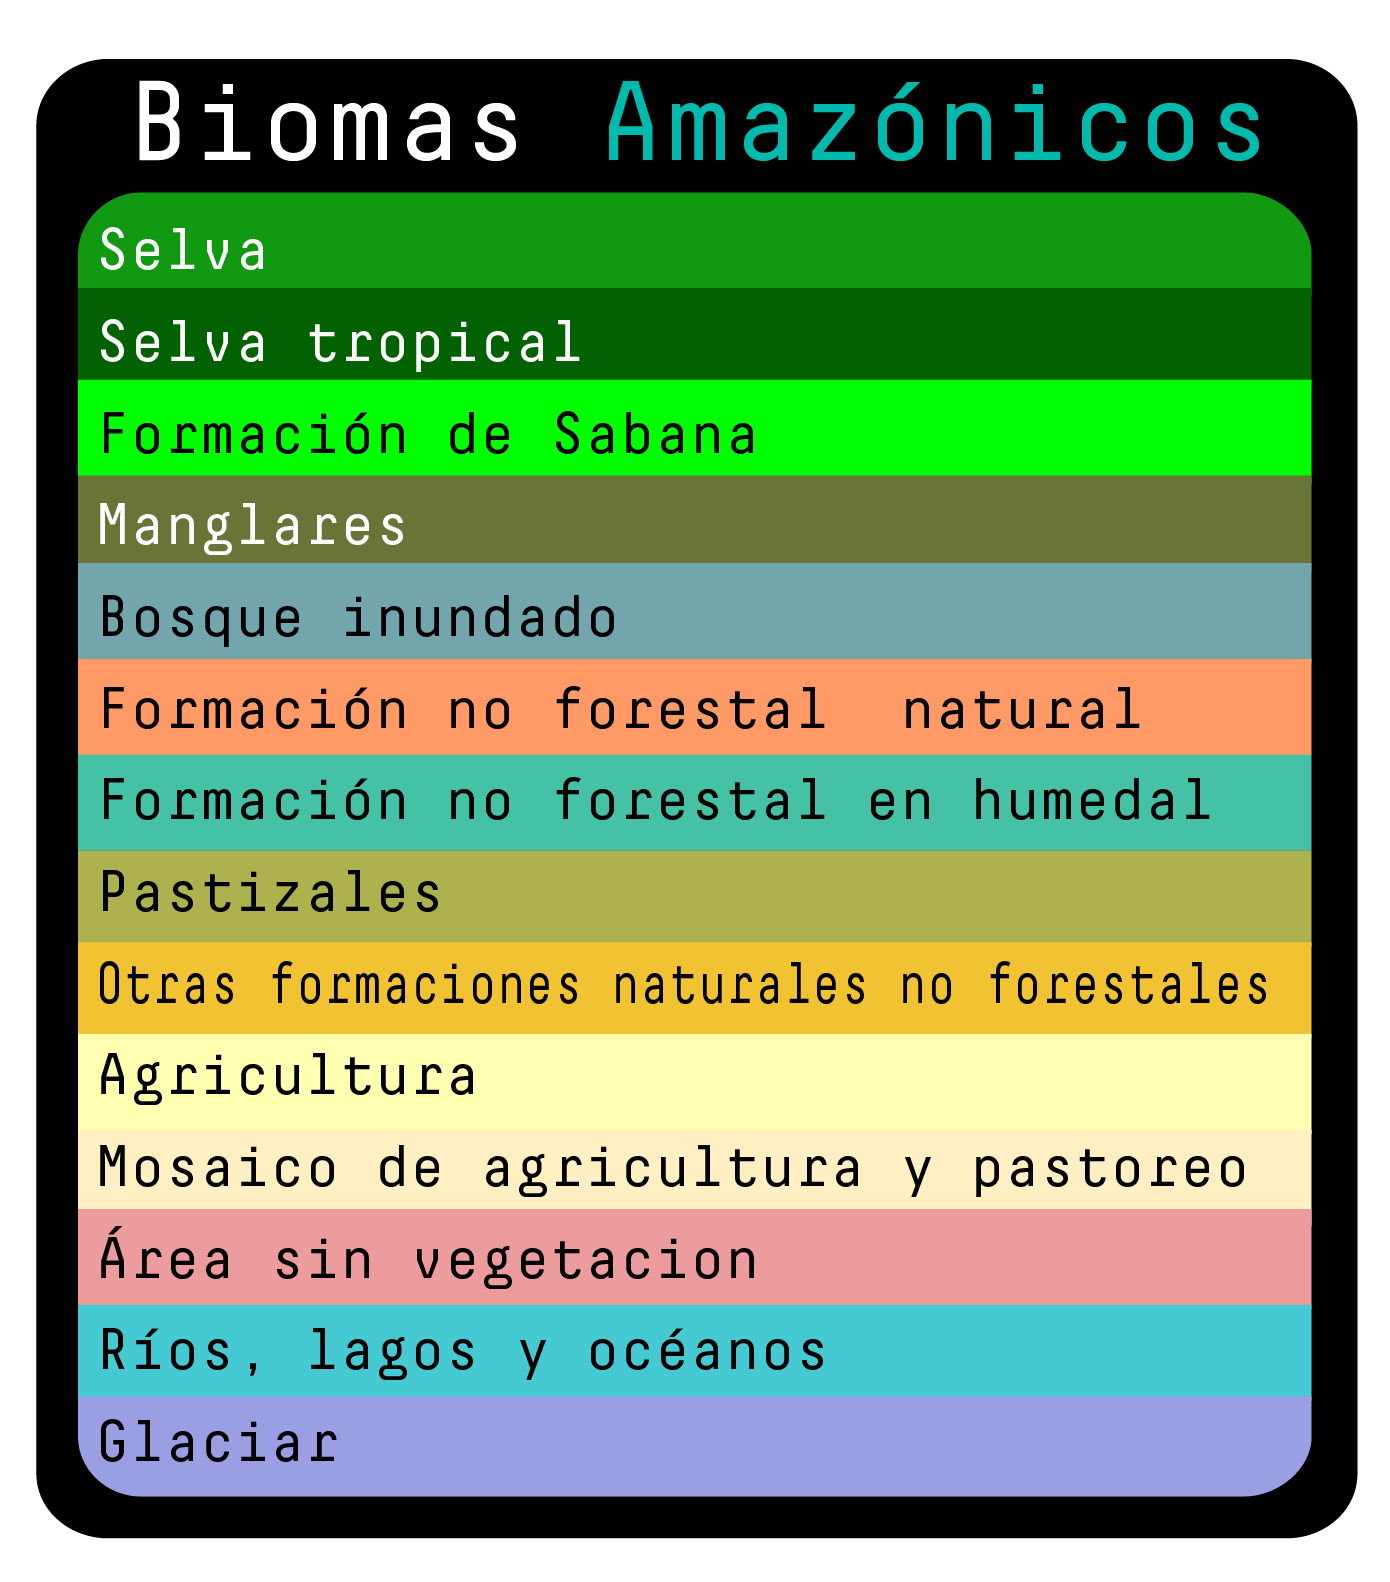 Biomas Amazónicos
Selva
Selva tropical
Formación de Sabana
Manglares
Bosque inundado
Formación no forestal  natural
Formación no forestal en humedal
Pastizales
Otras formaciones naturales no forestales
Agricultura
Mosaico de agricultura y pastoreo
Área sin vegetacion
Ríos, lagos y océanos
Glaciar